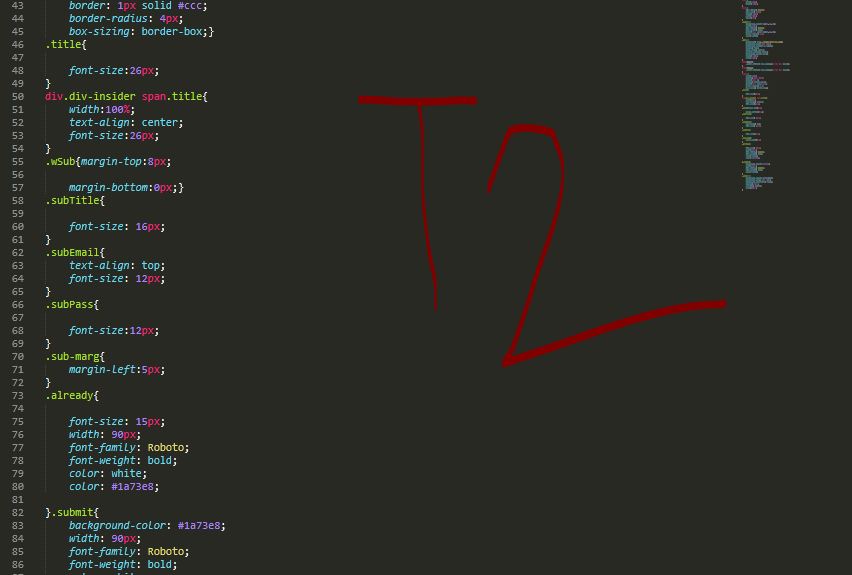 43 border: 1px solid #ccc;
44 border-radius: 4px;
45 box-sizing: border-box;}
46 .title{
47
48 font-size:26px;
49 }
50 div.div-insider span.title{
51 width:100%;
52 text-align: center;
53 font-size:26px;
54 }
55 .wSub{margin-top:8px;
56
57 margin-bottom:0px;}
58 .subTitle{
59
60 font-size: 16px;
61 }
62 .subEmail{
63 text-align: top;
64 font-size: 12px;
65 }
66 .subPass{
67
68 font-size:12px;
69 }
70 .sub-marg{
71 margin-left:5px;
72 }
73 .already{
74
75 font-size: 15px;
76 width: 90px;
77 font-family: Roboto;
78 font-weight: bold;
79 color: white;
80 color: #1a73e8;
81
82 }.submit{
83 background-color: #1a73e8;
84 width: 90px;
85 font-family: Roboto;
86 font-weight: bold;
T2